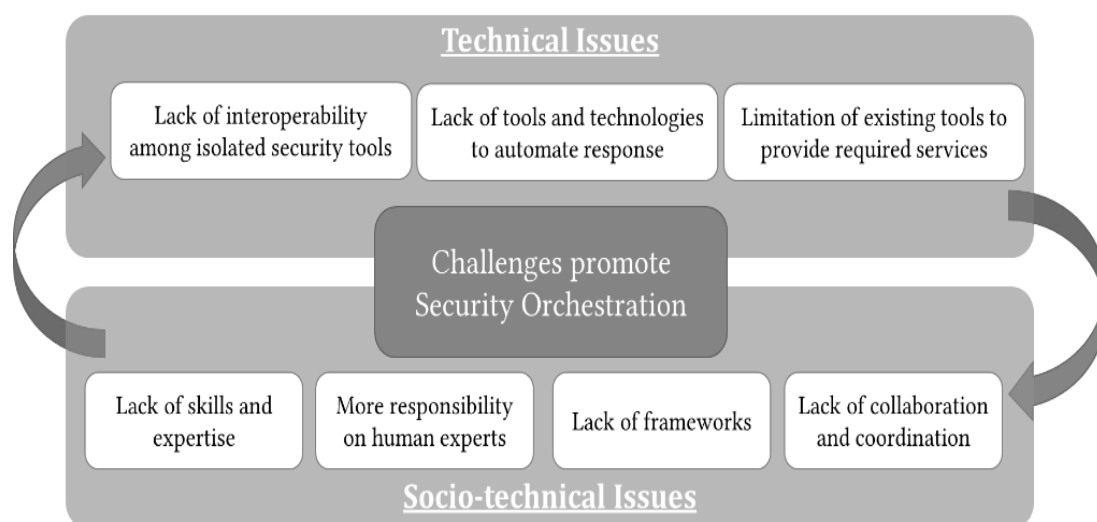 Technical Issues
Lack of interoperability
among isolated security tools
Lack of tools and technologies
to automate response
Limitation of existing tools to
provide required services
Challenges promote
Security Orchestration
Lack of skills and
expertise
More responsibility
on human experts
Lack of frameworks
Lack of collaboration
and coordination
Socio-technical Issues